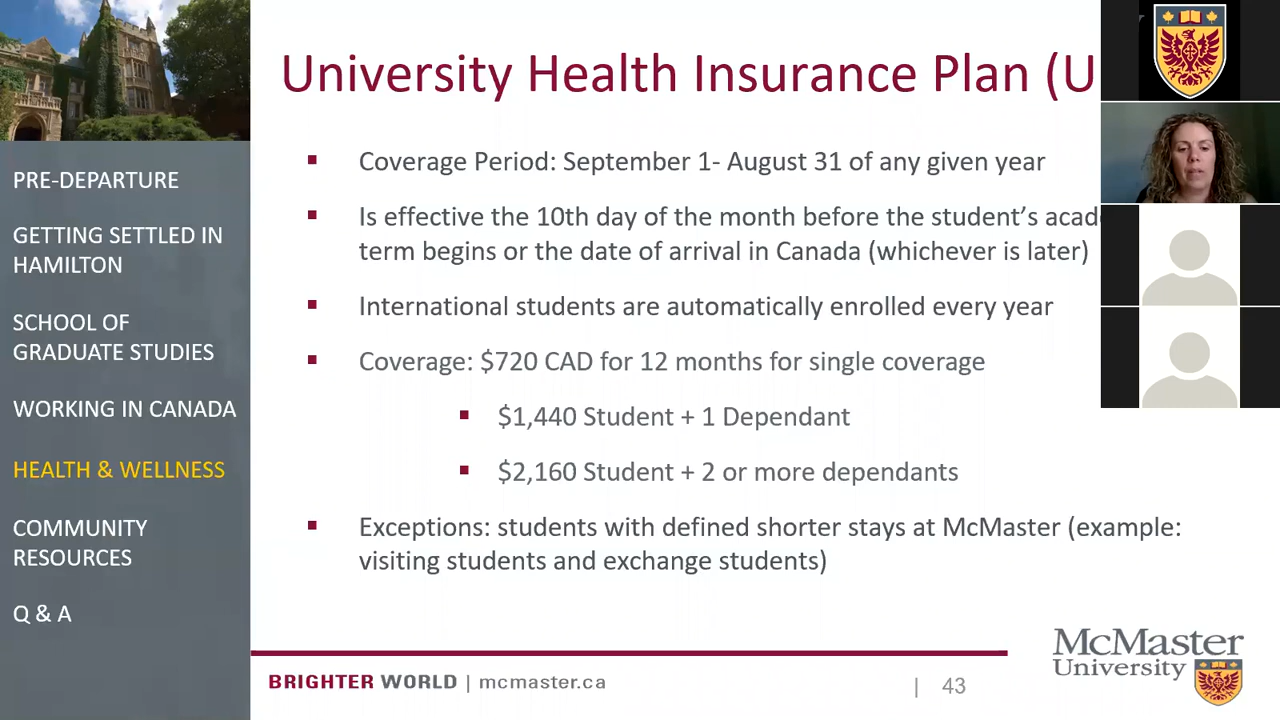 University Health Insurance Plan (U
PRE-DEPARTURE
GETTING SETTLED IN
HAMILTON
SCHOOL OF
GRADUATE STUDIES
WORKING IN CANADA
HEALTH & WELLNESS
COMMUNITY
RESOURCES
Q & A
Coverage Period: September 1- August 31 of any given year
Is effective the 10th day of the month before the student’s acade
term begins or the date of arrival in Canada (whichever is later)
International students are automatically enrolled every year
Coverage: $720 CAD for 12 months for single coverage
$1,440 Student + 1 Dependant
$2,160 Student + 2 or more dependants
Exceptions: students with defined shorter stays at McMaster (example:
visiting students and exchange students)
BRIGHTER WORLD | mcmaster.ca
| 43
McMaster
University